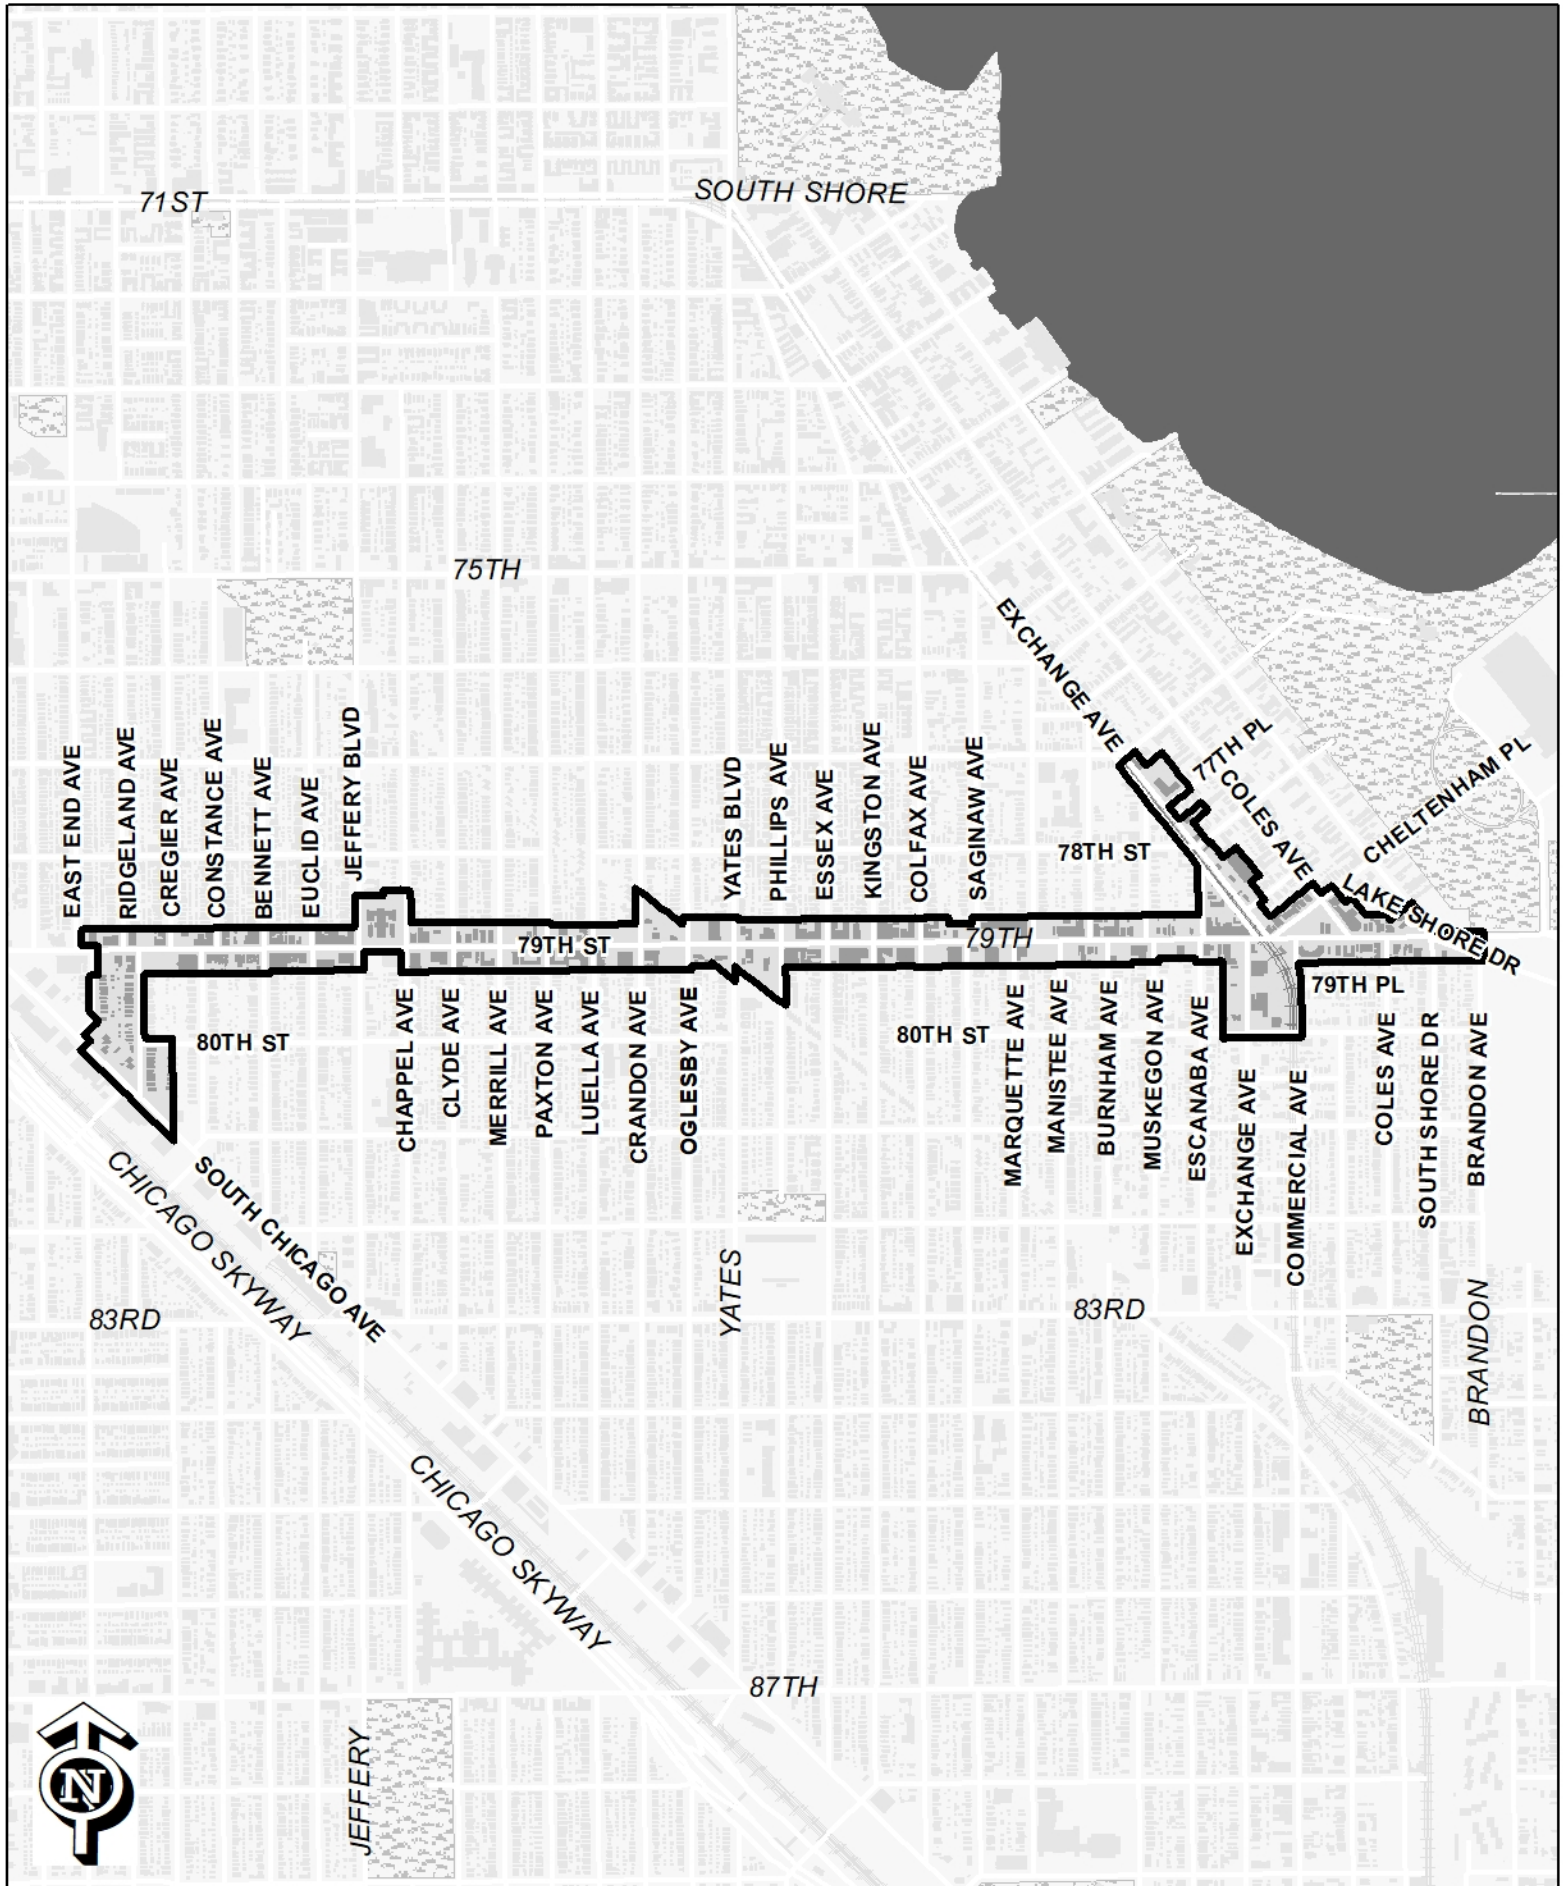 71ST
SOUTH SHORE
75TH
EXCHANGE AVE
77TH PL
COLES AVE
CHELTENHAM PL
LAKE SHORE DR
78TH ST
EAST END AVE
RIDGELAND AVE
CREGIER AVE
CONSTANCE AVE
BENNETT AVE
EUCLID AVE
JEFFERY BLVD
YATES BLVD
PHILLIPS AVE
ESSEX AVE
KINGSTON AVE
COLFAX AVE
SAGINAW AVE
79TH ST
79TH
79TH PL
80TH ST
80TH ST
CHAPPEL AVE
CLYDE AVE
MERRILL AVE
PAXTON AVE
LUELLA AVE
CRANDON AVE
OGLESBY AVE
MARQUETTE AVE
MANISTEE AVE
BURNHAM AVE
MUSKEGON AVE
ESCANABA AVE
EXCHANGE AVE
COMMERCIAL AVE
COLES AVE
SOUTH SHORE DR
BRANDON AVE
SOUTH CHICAGO AVE
CHICAGO SKYWAY
83RD
YATES
83RD
BRANDON
CHICAGO SKYWAY
87TH
JEFFERY
N